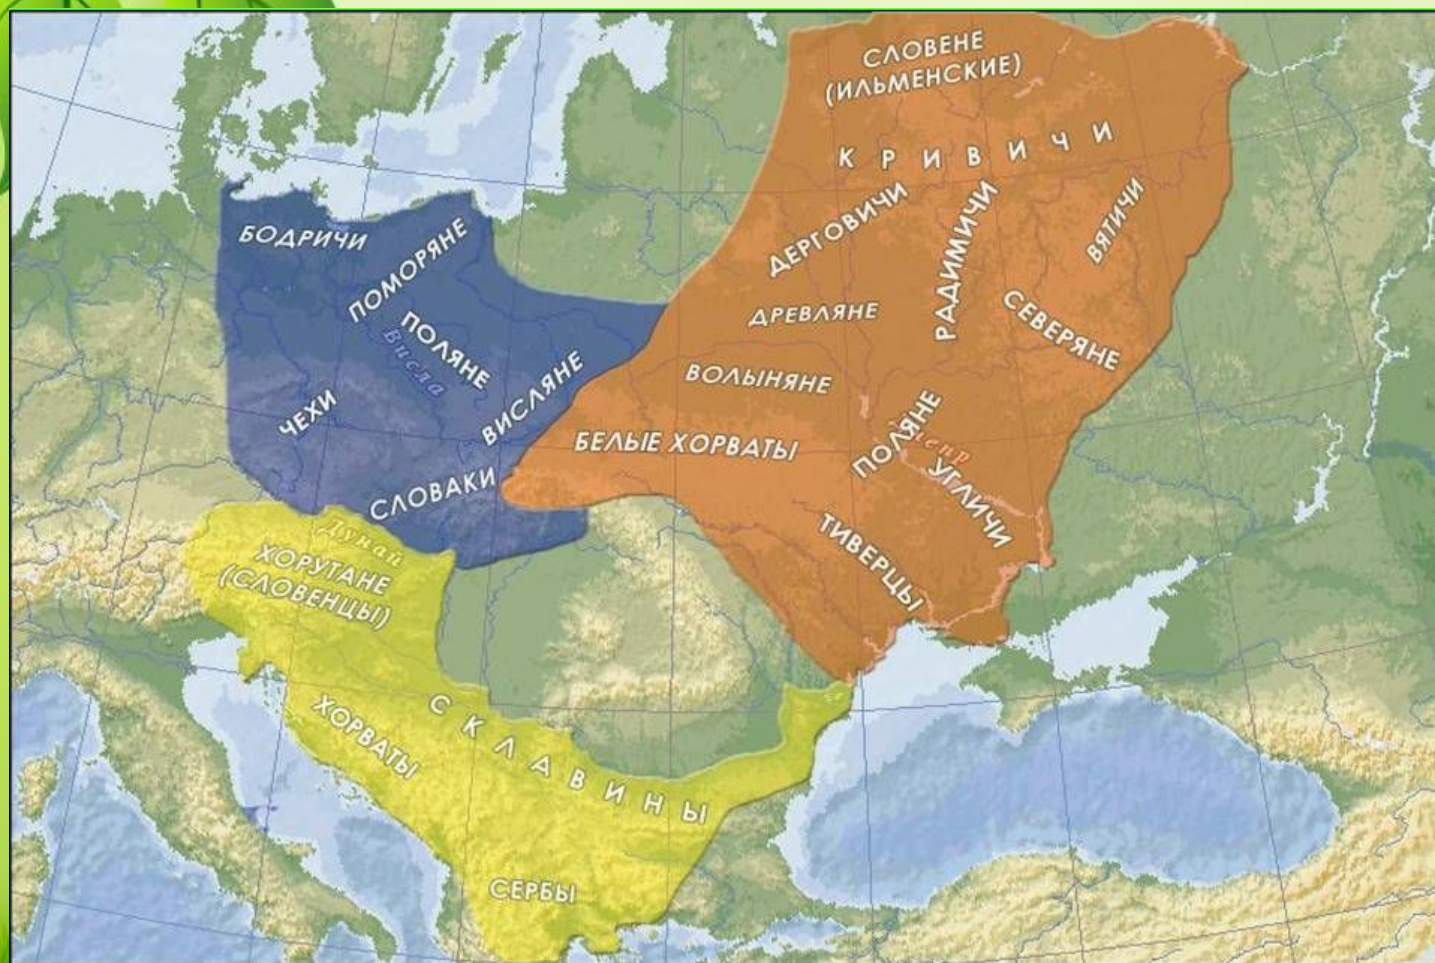 СЛОВЕНЕ
(ИЛЬМЕНСКИЕ)
КРИВИЧИ
ДЕРГОВИЧИ
РАДИМИЧИ
ВЯТИЧИ
БОДРИЧИ
ПОМОРЯНЕ
ПОЛЯНЕ
Висла
ДРЕВЛЯНЕ
СЕВЕРЯНЕ
ЧЕХИ
ВИСЛЯНЕ
ВОЛЫНЯНЕ
БЕЛЫЕ ХОРВАТЫ
ПОЛЯНЕ
УГЛИЧИ
СЛОВАКИ
ТИВЕРЦЫ
Дунай
ХОРУТАНЕ
(СЛОВЕНЦЫ)
СКЛАВИНЫ
ХОРВАТЫ
СЕРБЫ